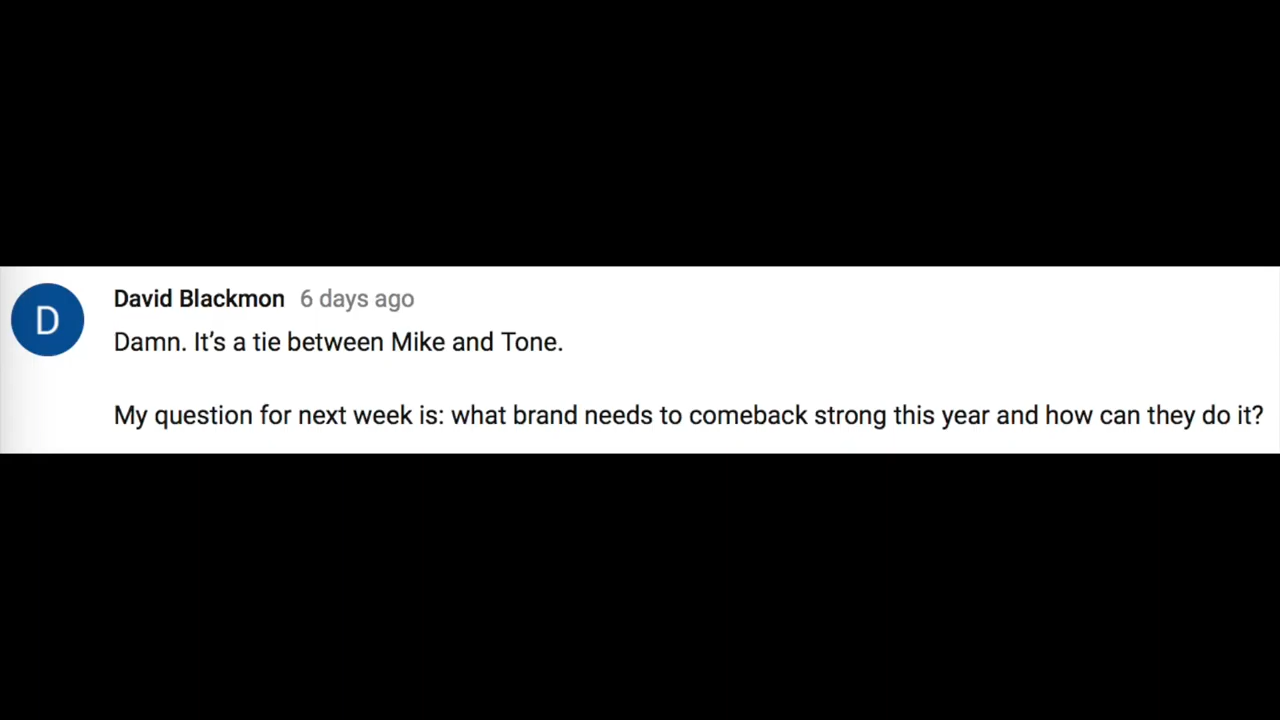 D
David Blackmon 6 days ago
Damn. It's a tie between Mike and Tone.
My question for next week is: what brand needs to comeback strong this year and how can they do it?